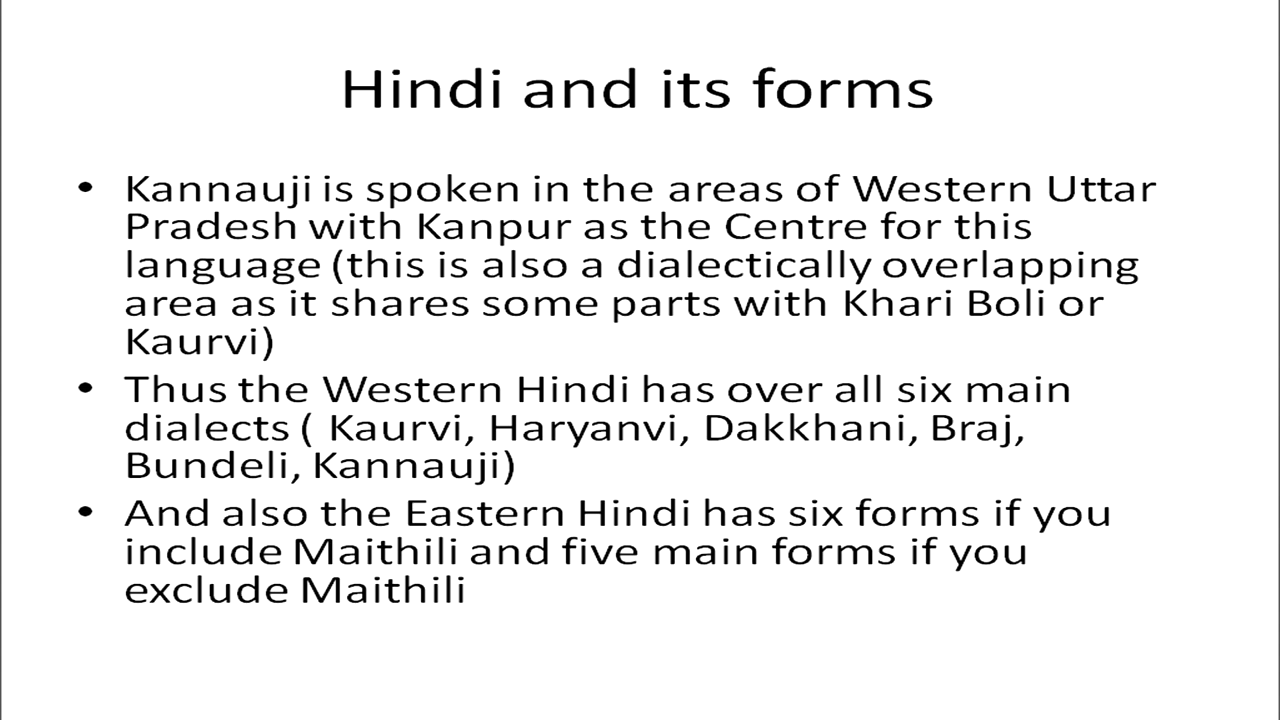 Hindi and its forms
• Kannauji is spoken in the areas of Western Uttar
Pradesh with Kanpur as the Centre for this
language (this is also a dialectically overlapping
area as it shares some parts with Khari Boli or
Kaurvi)
• Thus the Western Hindi has over all six main
dialects ( Kaurvi, Haryanvi, Dakkhani, Braj,
Bundeli, Kannauji)
• And also the Eastern Hindi has six forms if you
include Maithili and five main forms if you
exclude Maithili